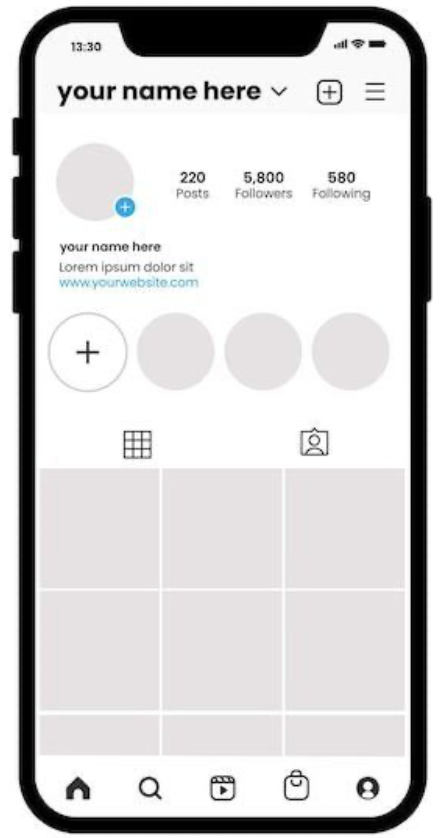 13:30
your name here
220 5,800 580
Posts Followers Following
your name here
Lorem ipsum dolor sit
www.yourwebsite.com